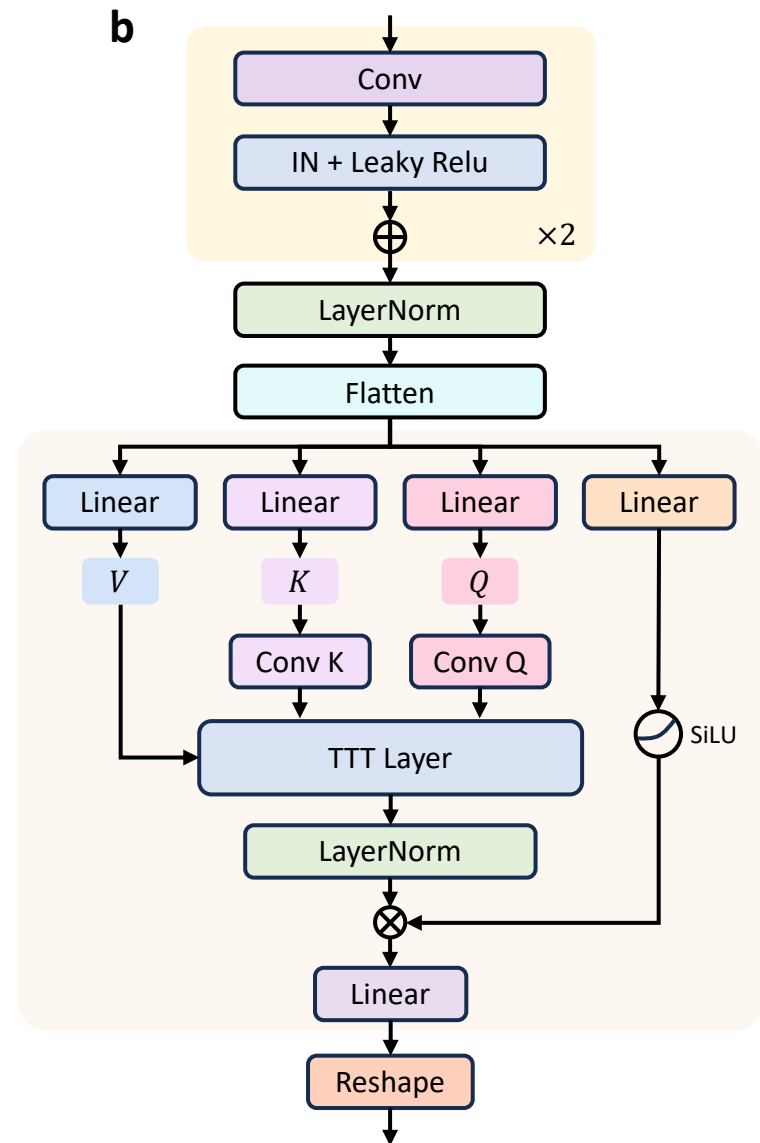 b
Conv
IN + Leaky Relu
×2
LayerNorm
Flatten
Linear Linear Linear Linear
V K Q
Conv K Conv Q
SiLU
TTT Layer
LayerNorm
Linear
Reshape